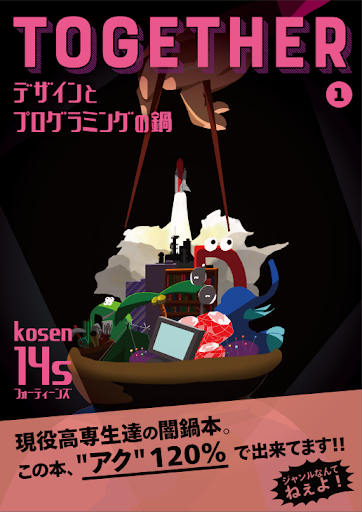 TOGETHER
デザインと
プログラミングの鍋
1
kosen
14s
フォーティーンズ
現役高専生達の闇鍋本。
この本、"アク" 120% で出来てます!!
ジャンルなんて
ねぇよ!